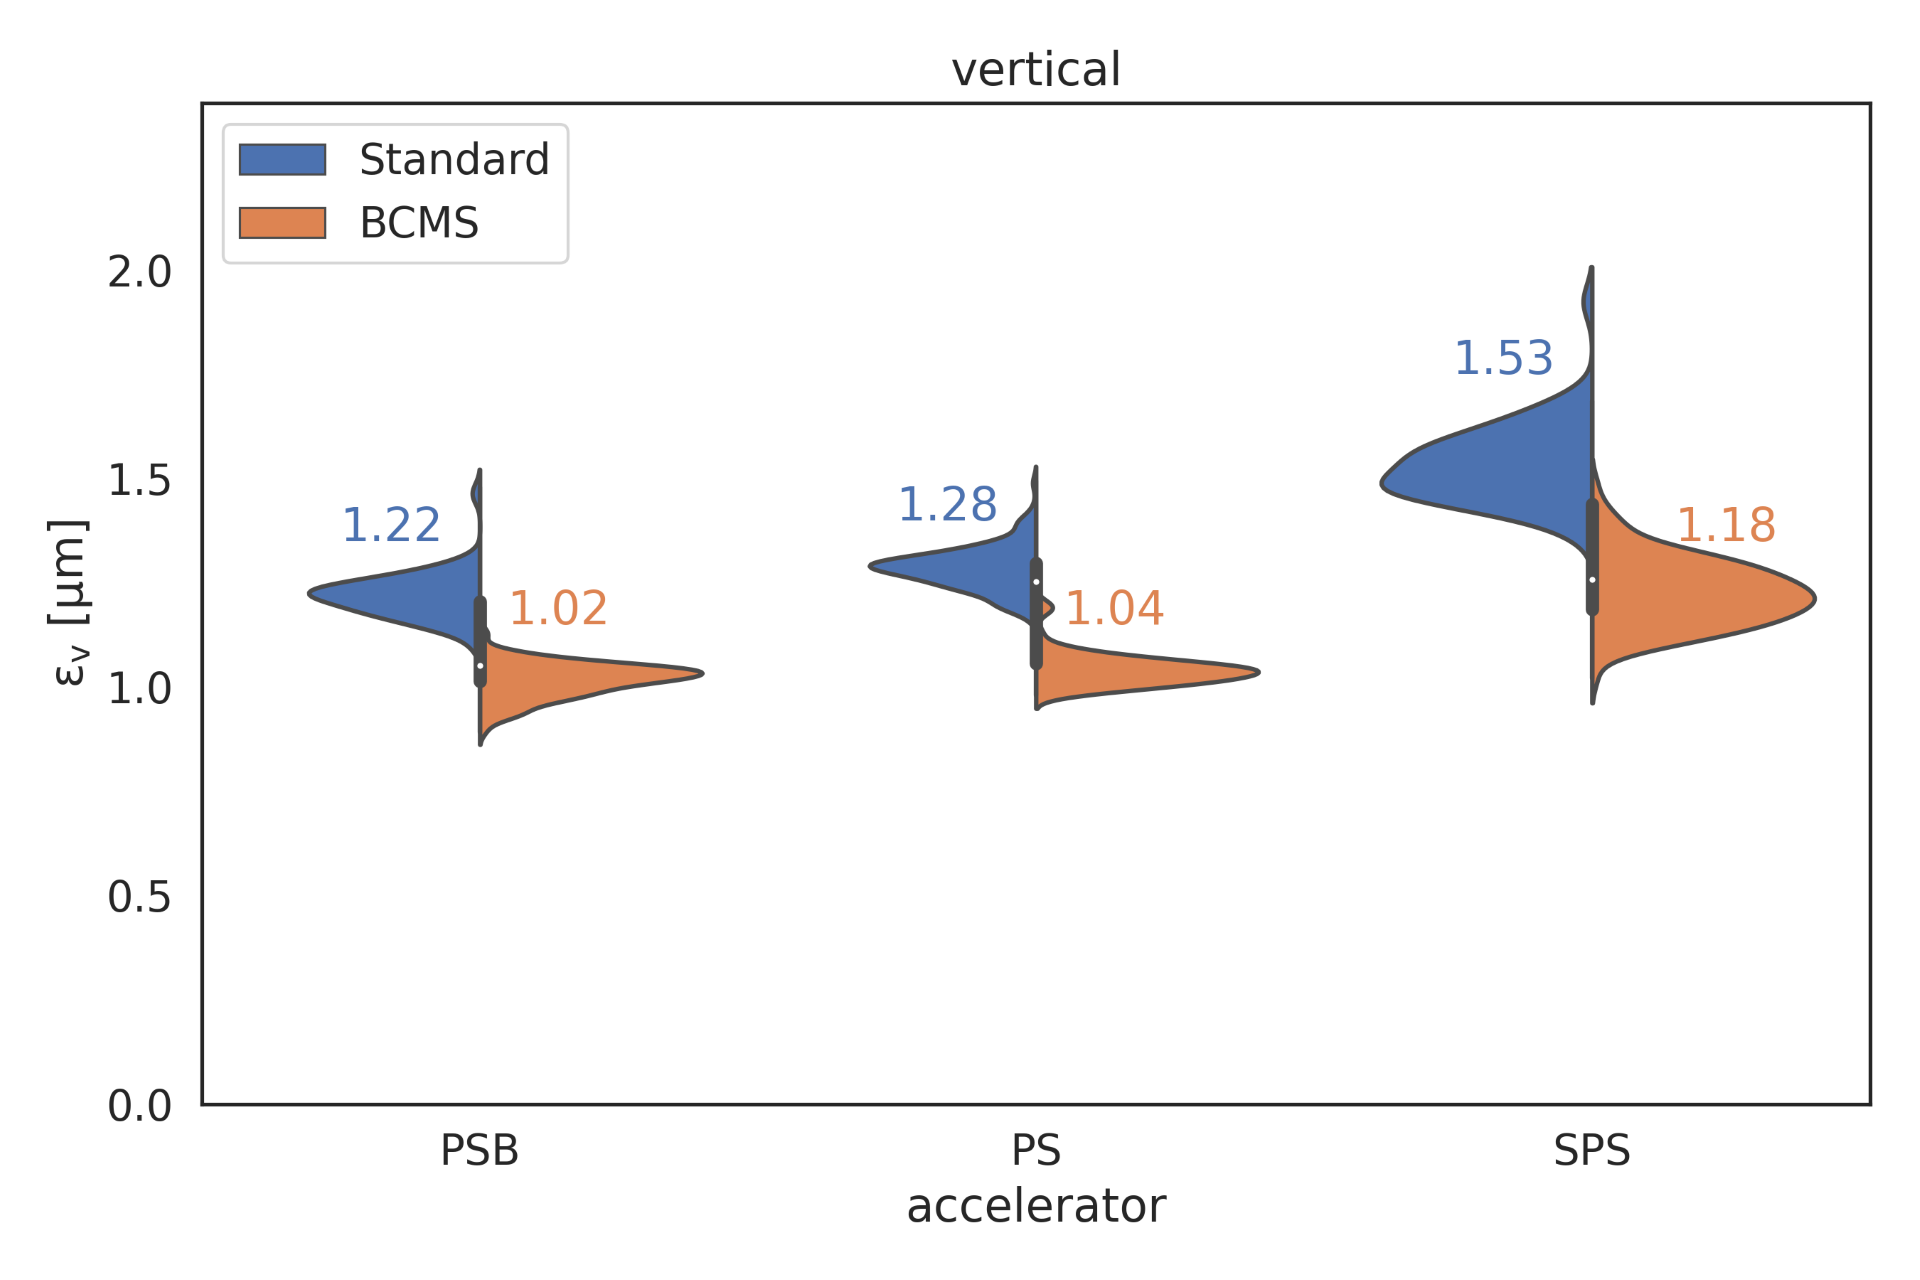 vertical
Standard
BCMS
εv [μm]
2.0
1.5
1.0
0.5
0.0
1.22
1.02
1.28
1.04
1.53
1.18
PSB
PS
SPS
accelerator